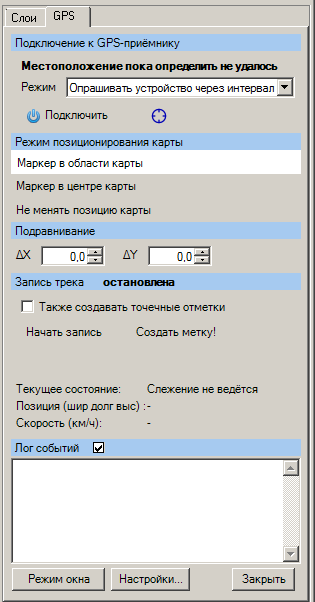 Слои GPS
Подключение к GPS-приёмнику
Местоположение пока определить не удалось
Режим Опрашивать устройство через интервал
Подключить
Режим позиционирования карты
Маркер в области карты
Маркер в центре карты
Не менять позицию карты
Подравнивание
ΔX 0,0 ΔY 0,0
Запись трека остановлена
Также создавать точечные отметки
Начать запись Создать метку!
Текущее состояние: Слежение не ведётся
Позиция (шир долг выс) : -
Скорость (км/ч): -
Лог событий
Режим окна Настройки... Закрыть